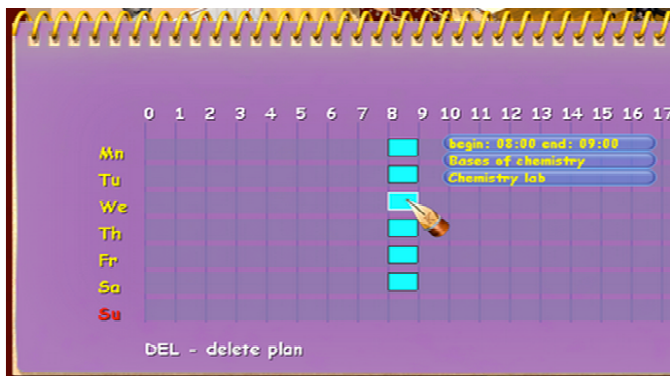 0 1 2 3 4 5 6 7 8 9 10 11 12 13 14 15 16 17
Mn
begin: 08:00 end: 09:00
Bases of chemistry
Tu
Chemistry lab
We
Th
Fr
Sa
Su
DEL - delete plan